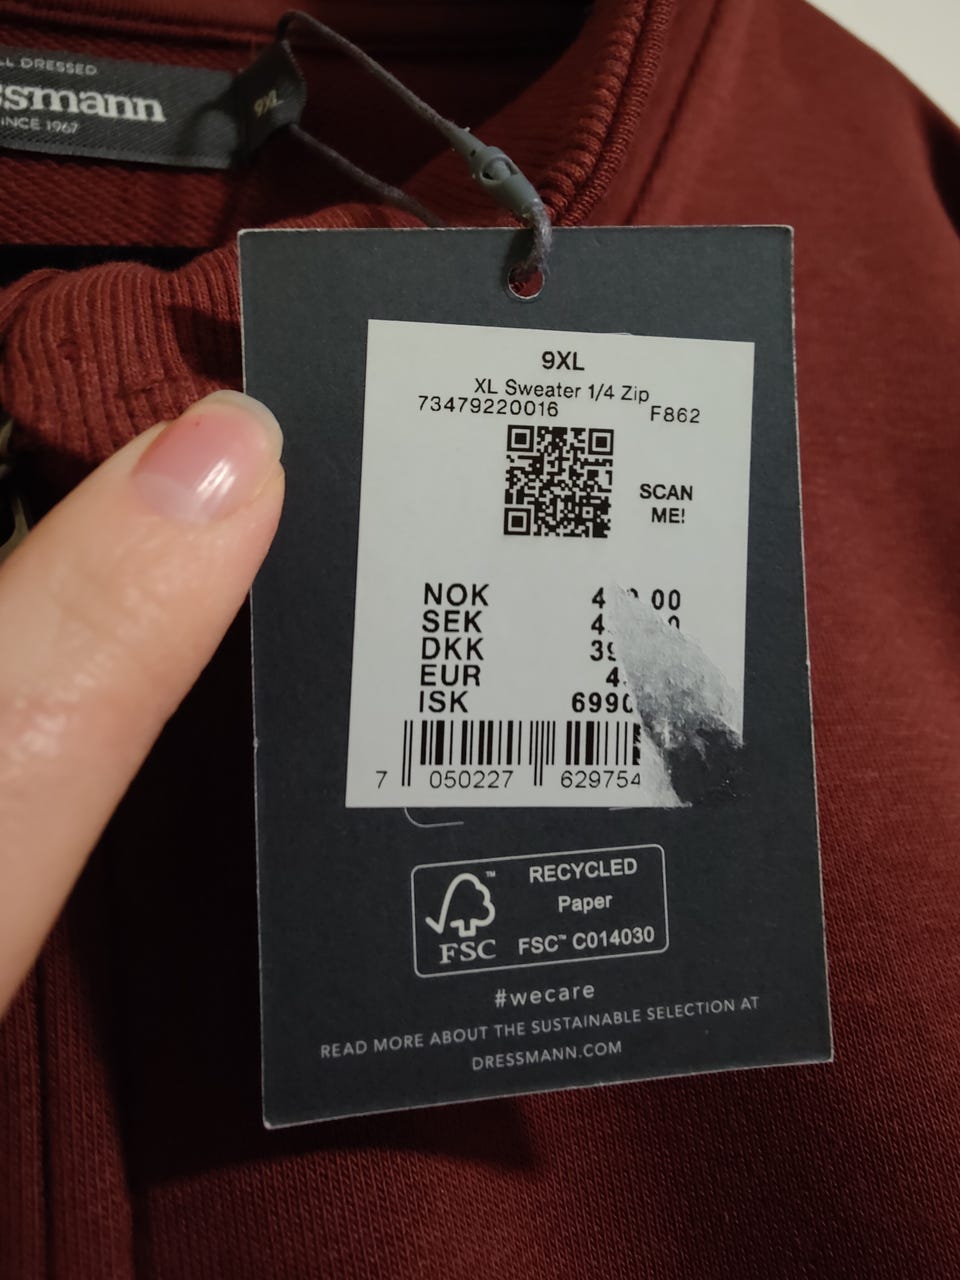 DRESSED
SINCE 1967
9XL
9XL
XL Sweater 1/4 Zip
73479220016
F862
SCAN
ME!
NOK
SEK
DKK
EUR
ISK
7 050227 629754
FSC
RECYCLED
Paper
FSC™ C014030
#wecare
READ MORE ABOUT THE SUSTAINABLE SELECTION AT
DRESSMANN.COM